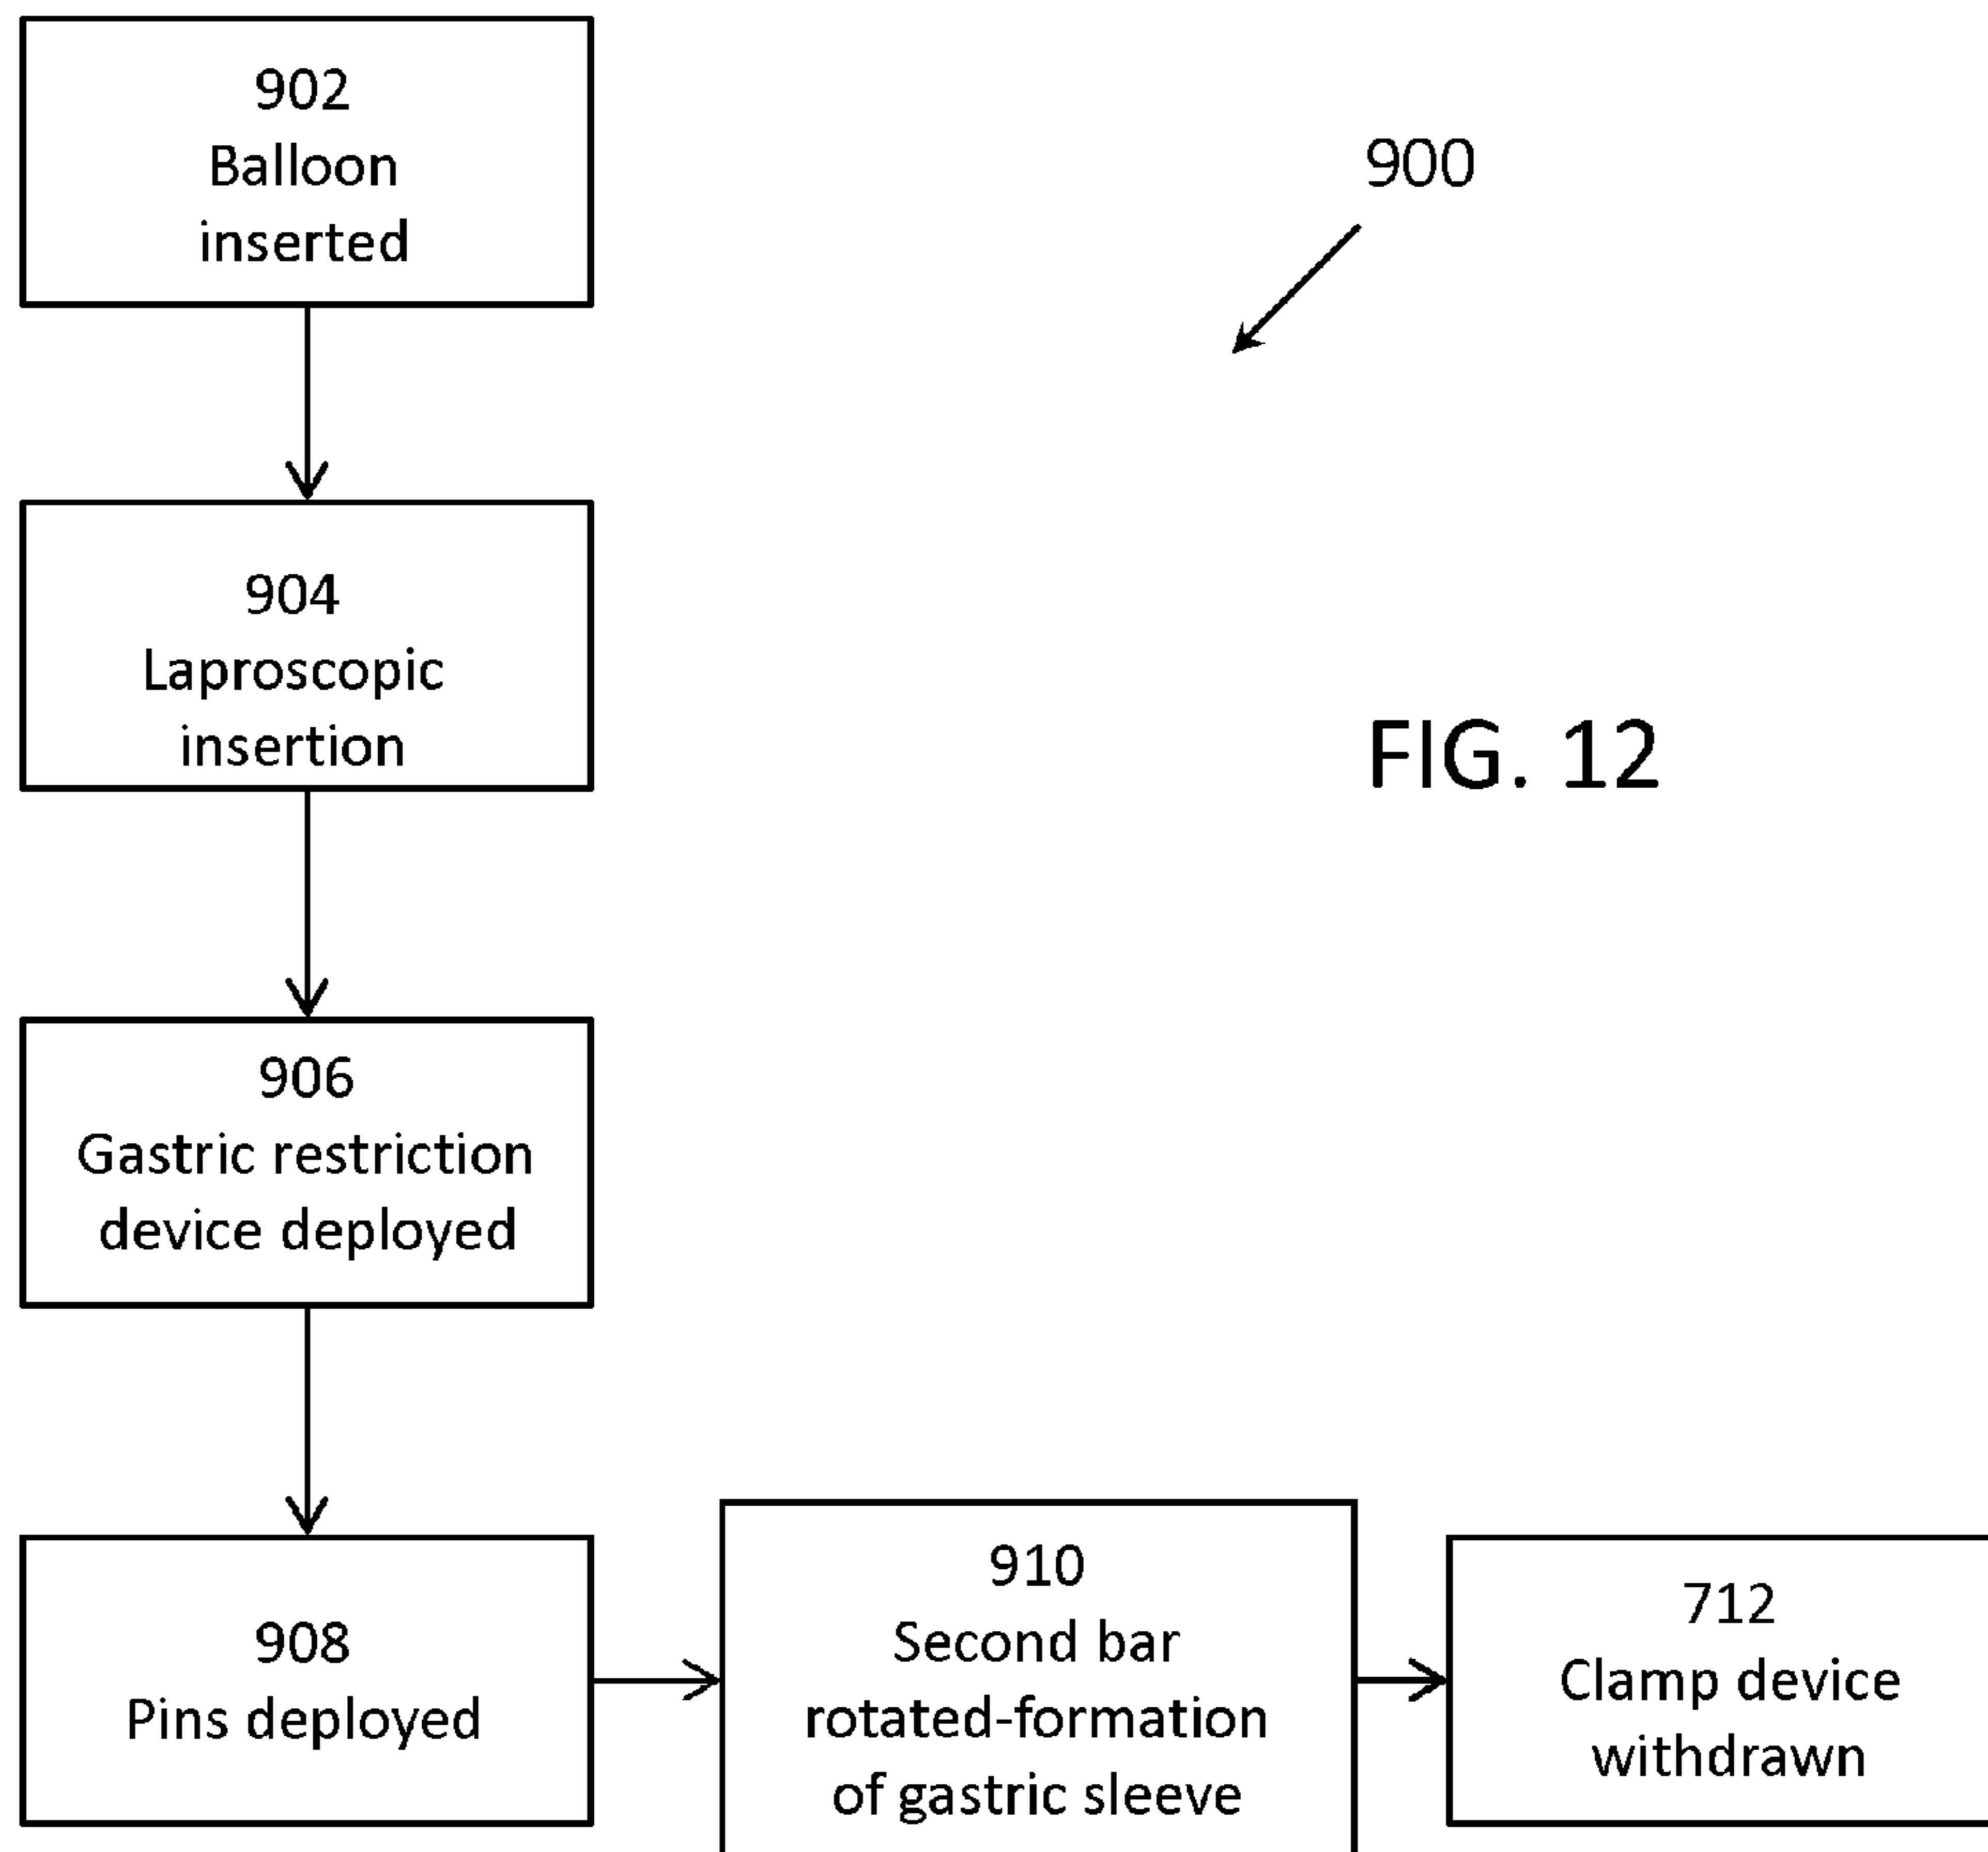 902
Balloon
inserted
900
904
Laproscopic
insertion
FIG. 12
906
Gastric restriction
device deployed
908
Pins deployed
910
Second bar
rotated-formation
of gastric sleeve
712
Clamp device
withdrawn